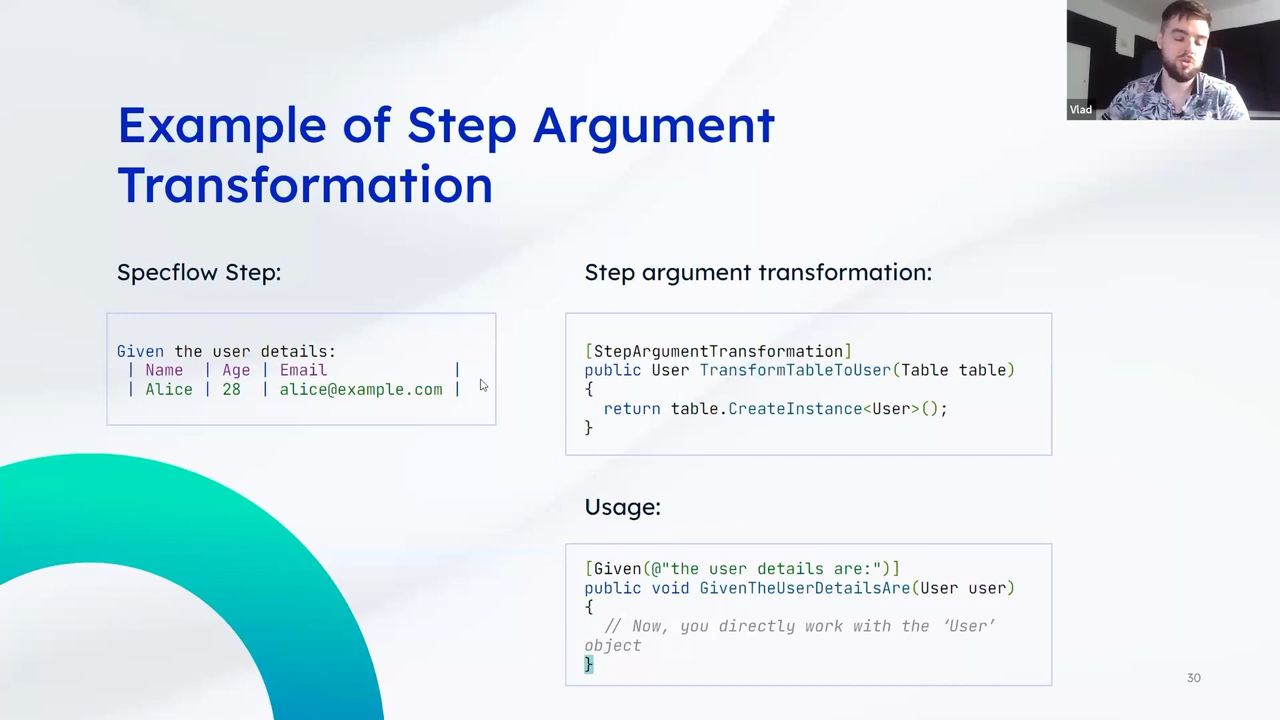 Vlad
Example of Step Argument
Transformation
Specflow Step:
Given the user details:
| Name | Age | Email |
| Alice | 28 | alice@example.com |
Step argument transformation:
[StepArgumentTransformation]
public User TransformTableToUser(Table table)
{
return table.CreateInstance<User>();
}
Usage:
[Given(@"the user details are:")]
public void GivenTheUserDetailsAre(User user)
{
// Now, you directly work with the ‘User’
object
}
30